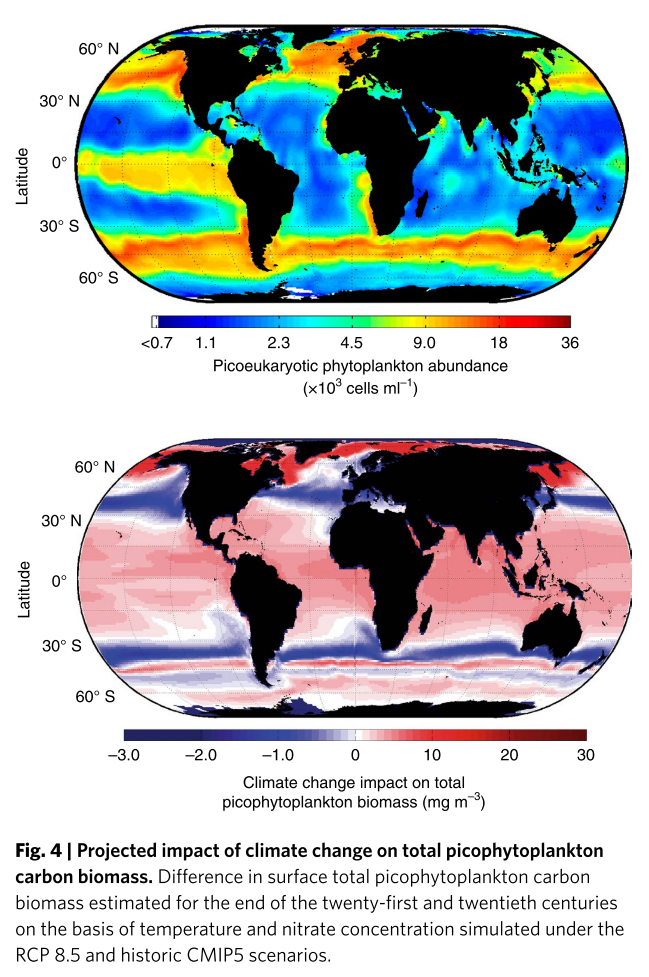 60° N
30° N
0°
30° S
60° S
Latitude
<0.7 1.1 2.3 4.5 9.0 18 36
Picoeukaryotic phytoplankton abundance
(×10³ cells ml⁻¹)
60° N
30° N
0°
30° S
60° S
Latitude
–3.0 –2.0 –1.0 0 10 20 30
Climate change impact on total
picophytoplankton biomass (mg m⁻³)
Fig. 4 | Projected impact of climate change on total picophytoplankton
carbon biomass. Difference in surface total picophytoplankton carbon
biomass estimated for the end of the twenty-first and twentieth centuries
on the basis of temperature and nitrate concentration simulated under the
RCP 8.5 and historic CMIP5 scenarios.